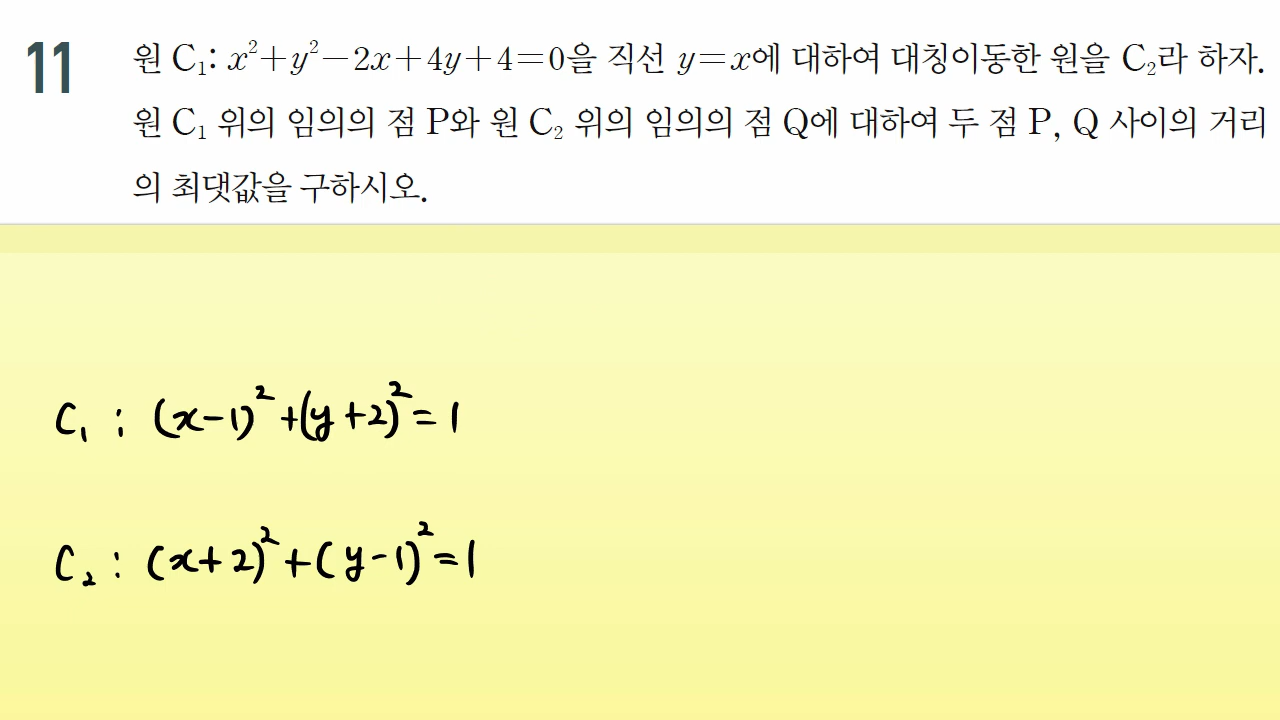 11 원 C₁: x²+y²−2x+4y+4=0을 직선 y=x에 대하여 대칭이동한 원을 C₂라 하자.
원 C₁ 위의 임의의 점 P와 원 C₂ 위의 임의의 점 Q에 대하여 두 점 P, Q 사이의 거리
의 최댓값을 구하시오.
C₁ : (x−1)²+(y+2)²=1
C₂ : (x+2)²+(y−1)²=1